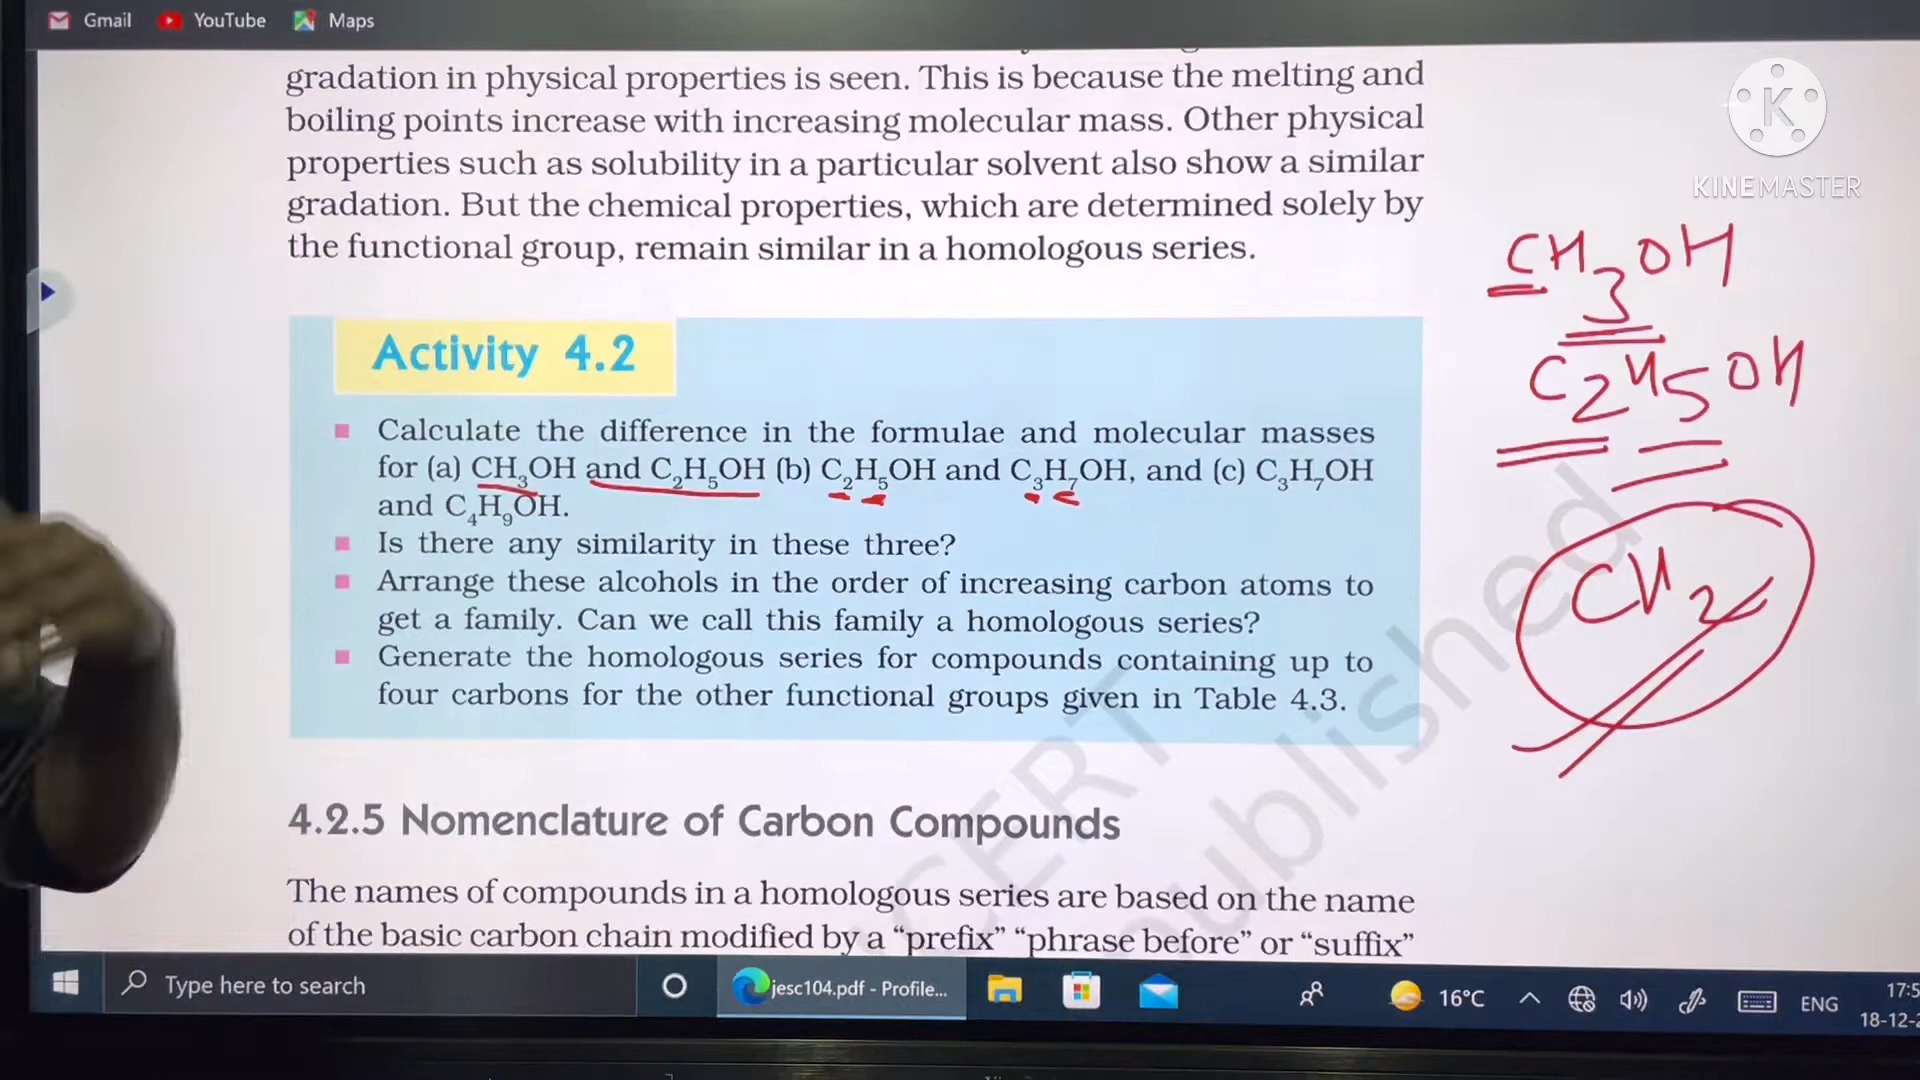 Gmail YouTube Maps
gradation in physical properties is seen. This is because the melting and
boiling points increase with increasing molecular mass. Other physical
properties such as solubility in a particular solvent also show a similar
gradation. But the chemical properties, which are determined solely by
the functional group, remain similar in a homologous series.
K
KINEMASTER
CH3OH
C2H5OH
CH2
Activity 4.2
Calculate the difference in the formulae and molecular masses
for (a) CH₃OH and C₂H₅OH (b) C₂H₅OH and C₃H₇OH, and (c) C₃H₇OH
and C₄H₉OH.
Is there any similarity in these three?
Arrange these alcohols in the order of increasing carbon atoms to
get a family. Can we call this family a homologous series?
Generate the homologous series for compounds containing up to
four carbons for the other functional groups given in Table 4.3.
4.2.5 Nomenclature of Carbon Compounds
The names of compounds in a homologous series are based on the name
of the basic carbon chain modified by a “prefix” “phrase before” or “suffix”
NCERT
published
Type here to search
jesc104.pdf - Profile...
16°C
ENG
17:5
18-12-